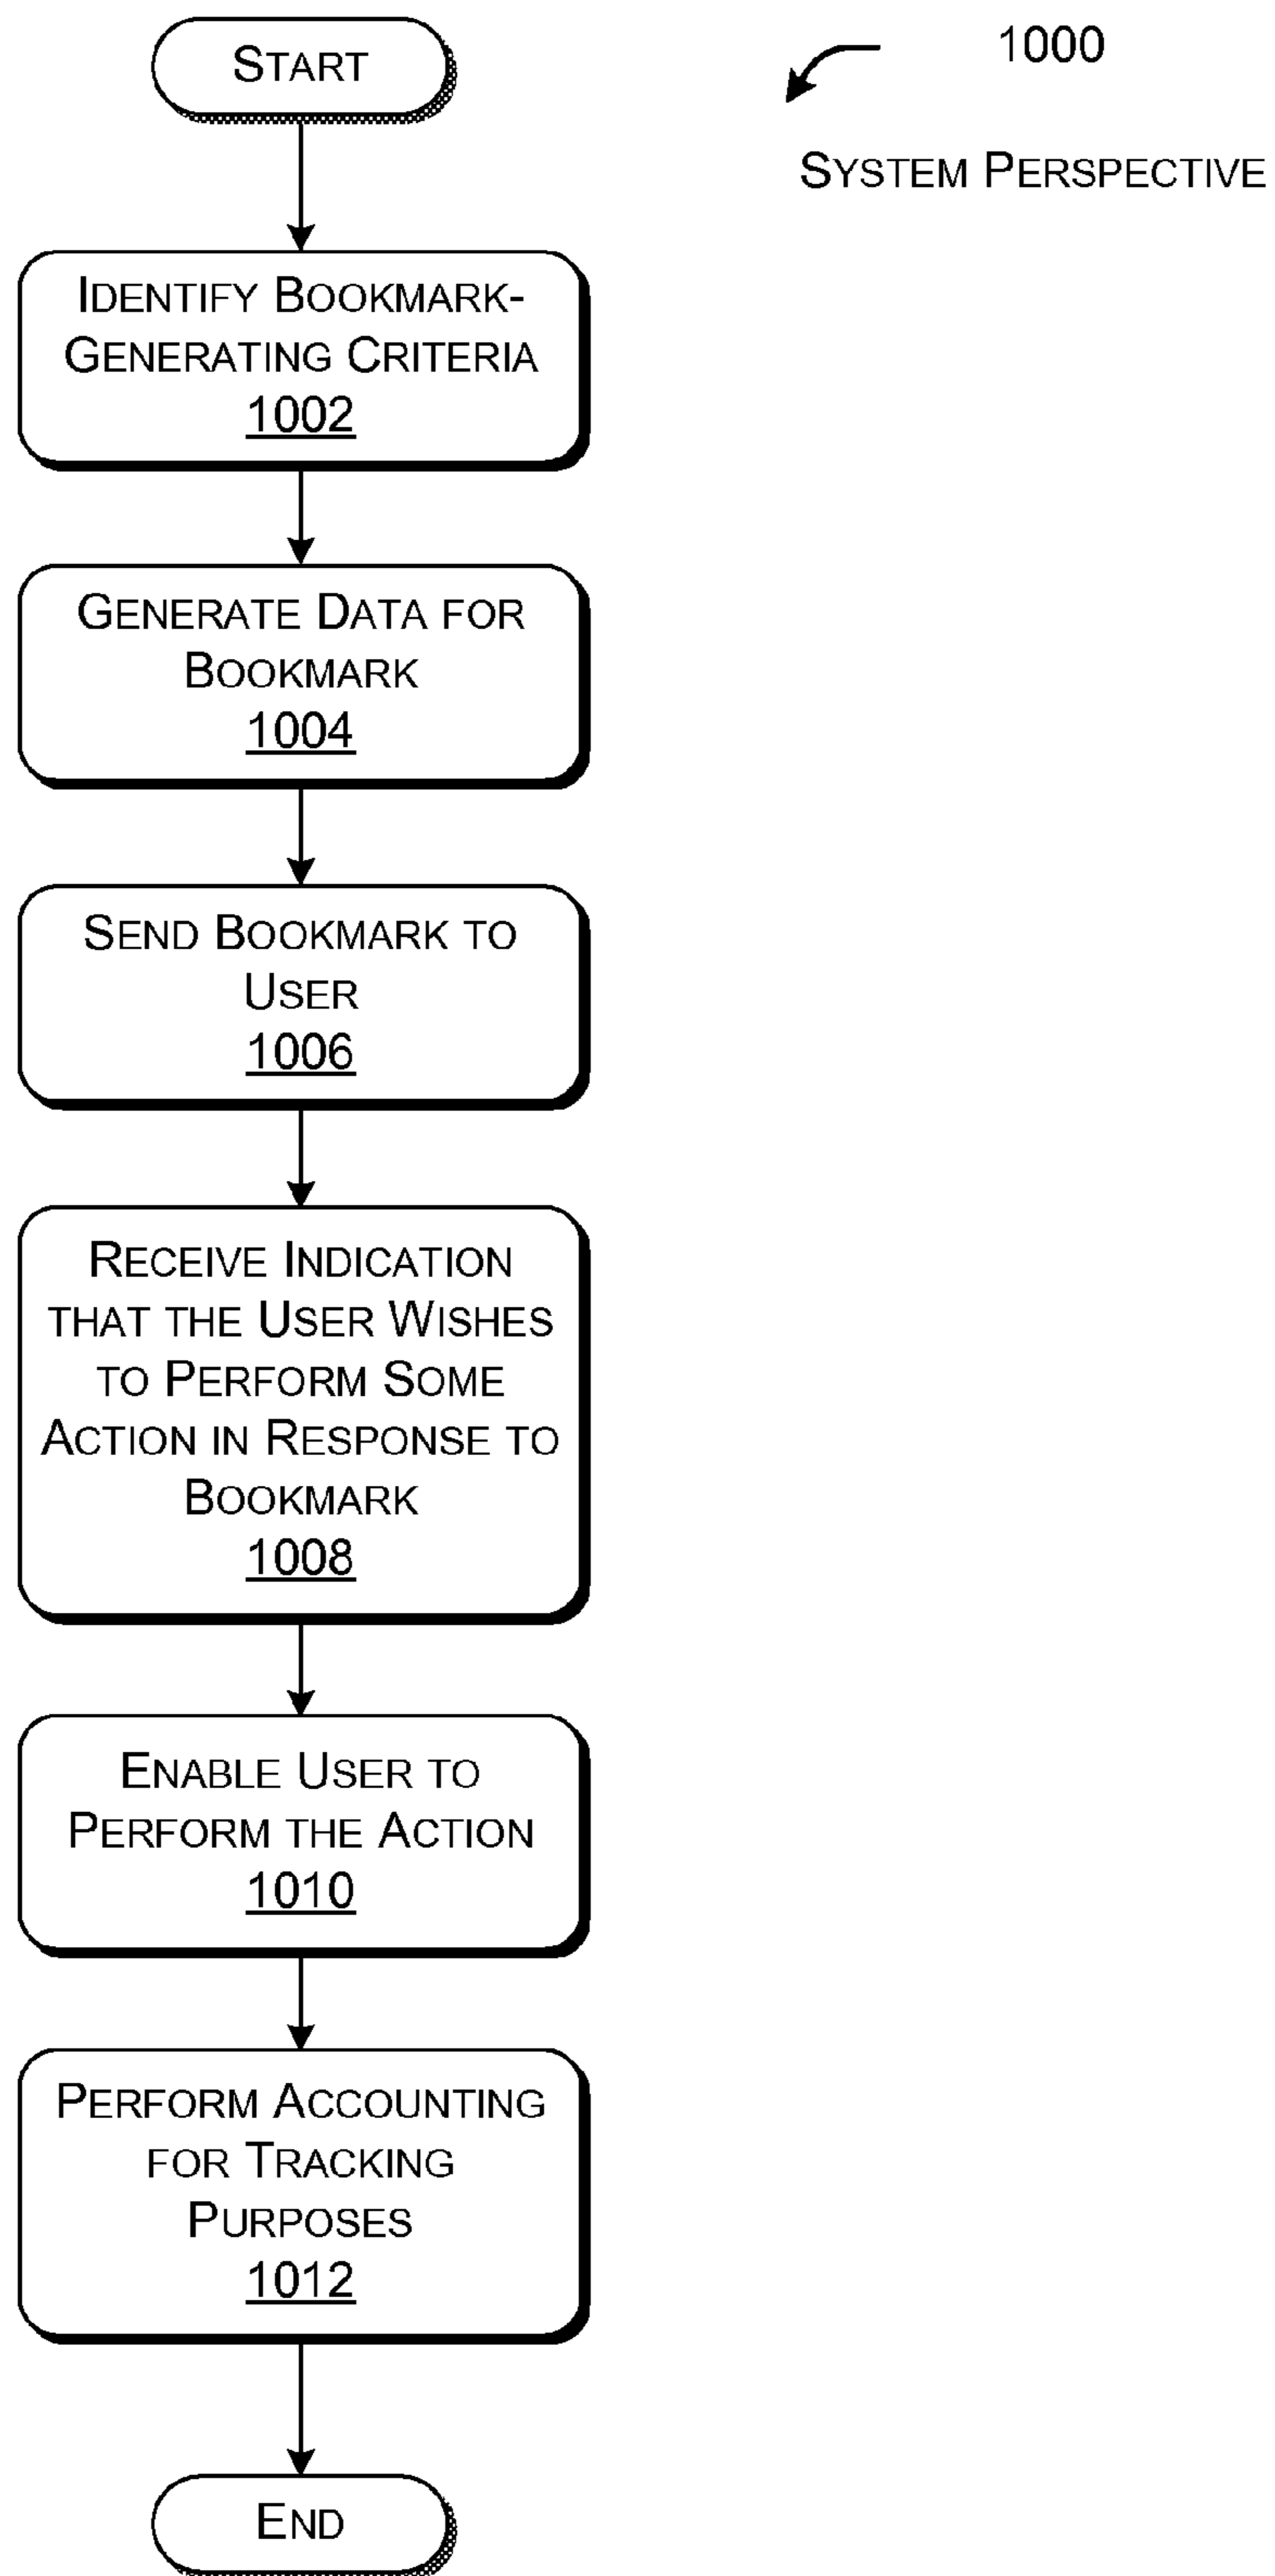 START
1000
SYSTEM PERSPECTIVE
IDENTIFY BOOKMARK-
GENERATING CRITERIA
1002
GENERATE DATA FOR
BOOKMARK
1004
SEND BOOKMARK TO
USER
1006
RECEIVE INDICATION
THAT THE USER WISHES
TO PERFORM SOME
ACTION IN RESPONSE TO
BOOKMARK
1008
ENABLE USER TO
PERFORM THE ACTION
1010
PERFORM ACCOUNTING
FOR TRACKING
PURPOSES
1012
END